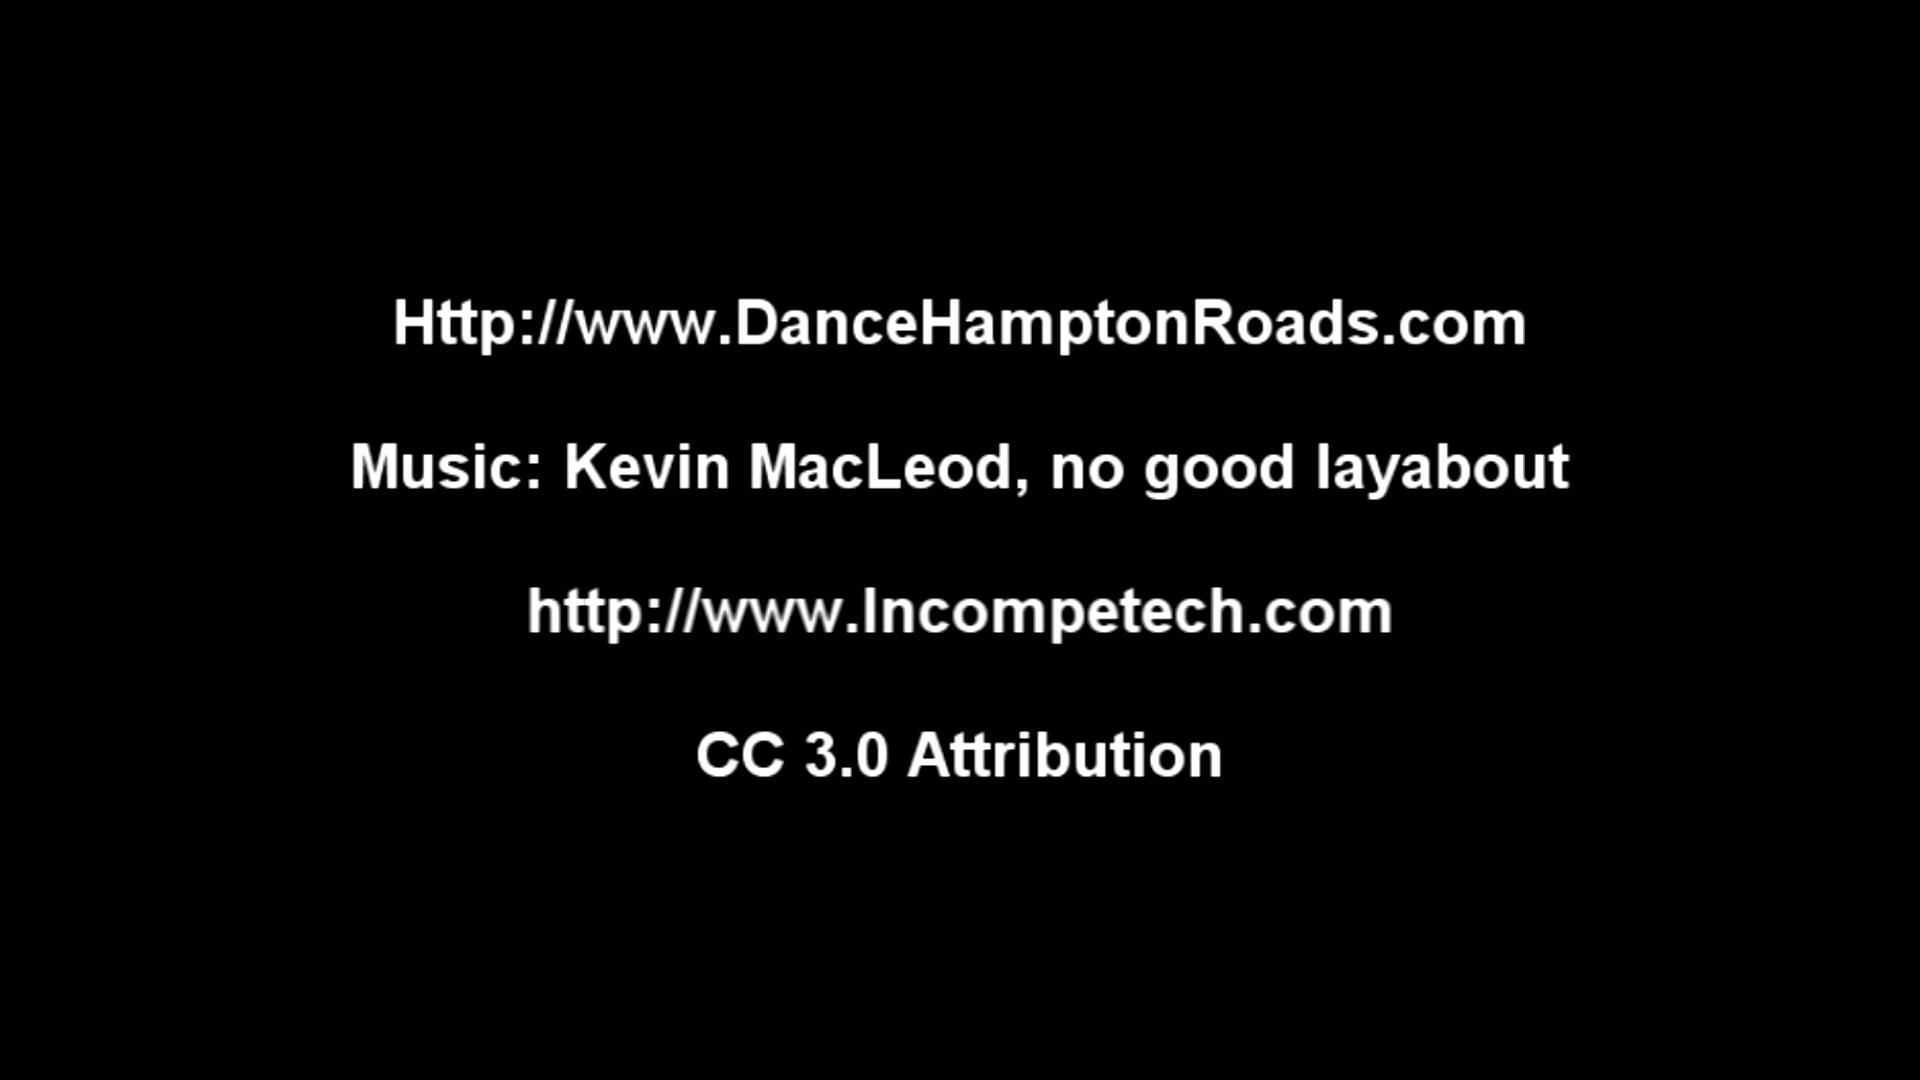 Http://www.DanceHamptonRoads.com
Music: Kevin MacLeod, no good layabout
http://www.Incompetech.com
CC 3.0 Attribution